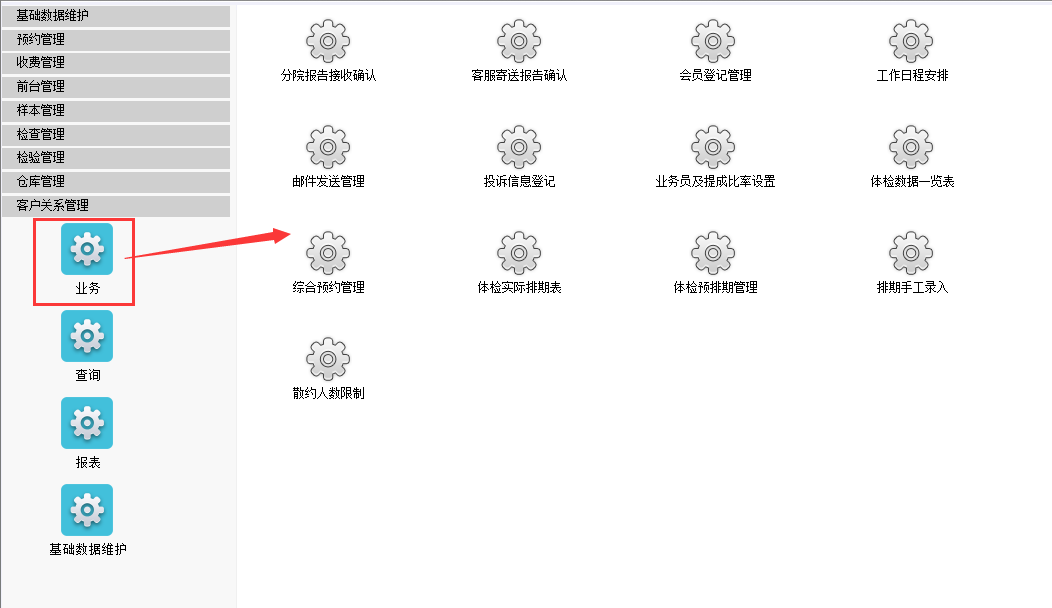 基础数据维护
预约管理
收费管理
前台管理
样本管理
检查管理
检验管理
仓库管理
客户关系管理
业务
查询
报表
基础数据维护
分院报告接收确认
客服寄送报告确认
会员登记管理
工作日程安排
邮件发送管理
投诉信息登记
业务员及提成比率设置
体检数据一览表
综合预约管理
体检实际排期表
体检预排期管理
排期手工录入
散约人数限制